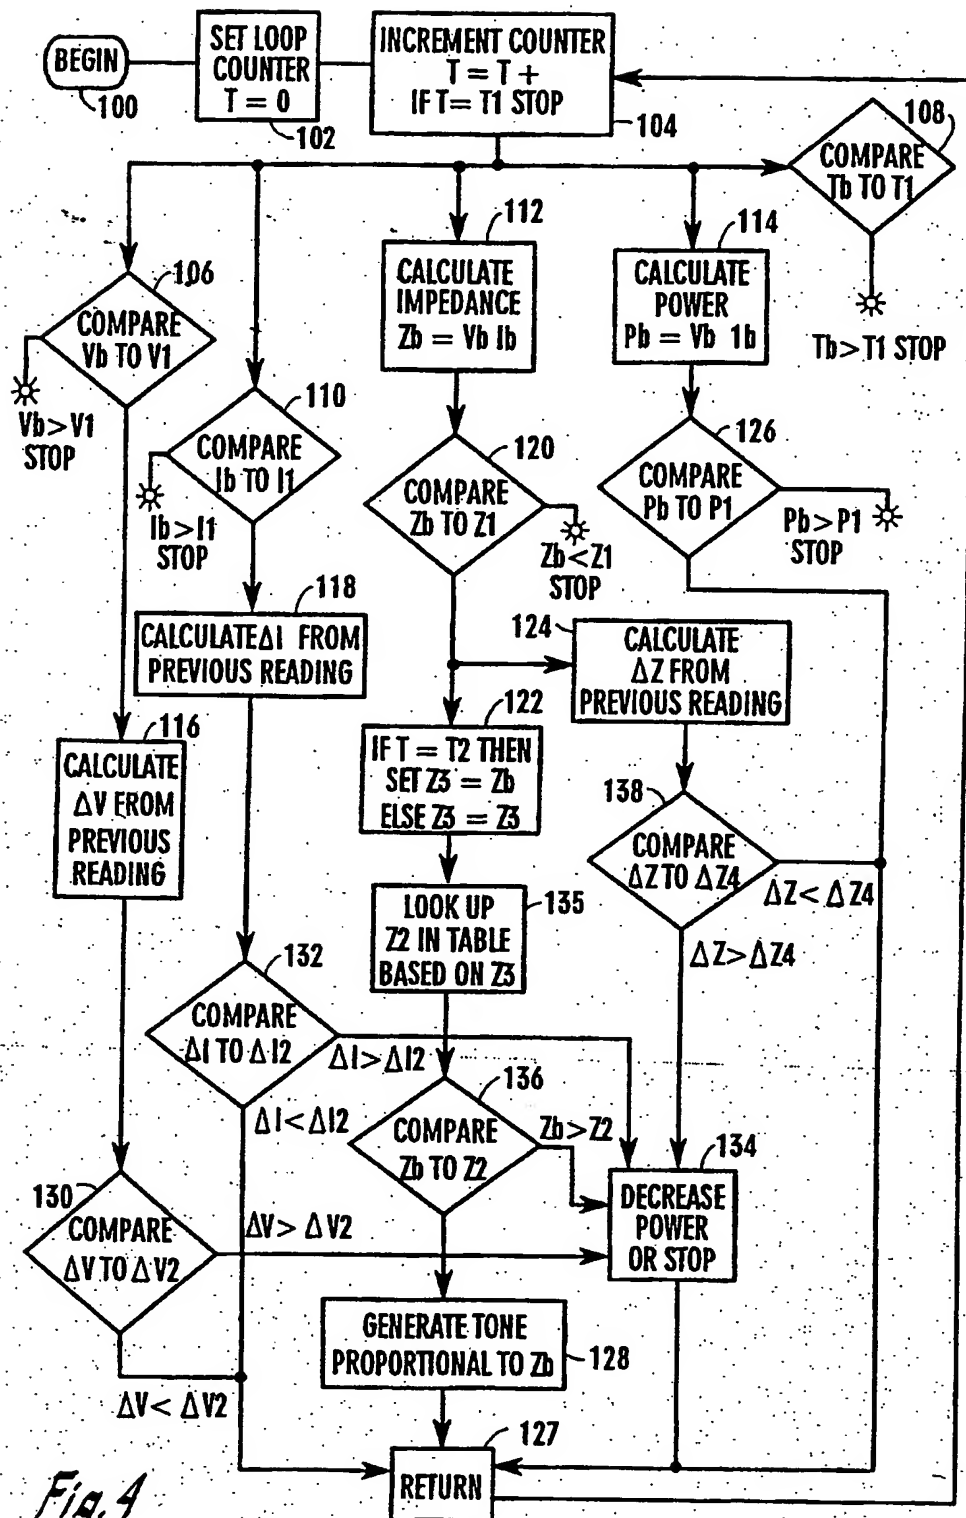 BEGIN
100
SET LOOP
COUNTER
T = 0
102
INCREMENT COUNTER
T = T +
IF T = T1 STOP
104
108
COMPARE
Tb TO T1
Tb > T1 STOP
106
COMPARE
Vb TO V1
Vb > V1
STOP
110
COMPARE
Ib TO I1
Ib > I1
STOP
112
CALCULATE
IMPEDANCE
Zb = Vb Ib
114
CALCULATE
POWER
Pb = Vb 1b
120
COMPARE
Zb TO Z1
Zb < Z1
STOP
126
COMPARE
Pb TO P1
Pb > P1
STOP
118
CALCULATE ΔI FROM
PREVIOUS READING
124
CALCULATE
ΔZ FROM
PREVIOUS READING
116
CALCULATE
ΔV FROM
PREVIOUS
READING
122
IF T = T2 THEN
SET Z3 = Zb
ELSE Z3 = Z3
138
COMPARE
ΔZ TO ΔZ4
ΔZ < ΔZ4
ΔZ > ΔZ4
LOOK UP
Z2 IN TABLE
BASED ON Z3
135
132
COMPARE
ΔI TO ΔI2
ΔI > ΔI2
ΔI < ΔI2
136
COMPARE
Zb TO Z2
Zb > Z2
134
DECREASE
POWER
OR STOP
130
COMPARE
ΔV TO ΔV2
ΔV > ΔV2
ΔV < ΔV2
GENERATE TONE
PROPORTIONAL TO Zb
128
127
RETURN
Fig. 4